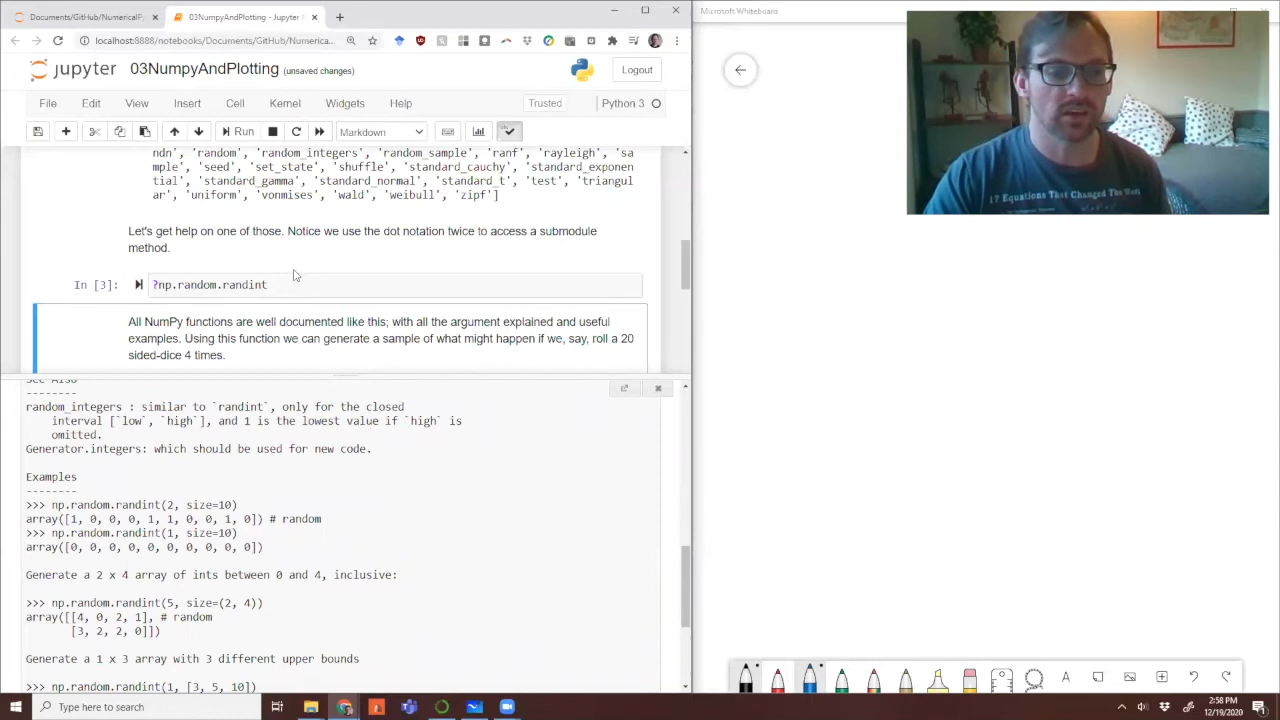 Documents/GitHub/NumericalPy
03NumpyAndPlotting - Jupyter N
Microsoft Whiteboard
localhost:8888/notebooks/Documents/GitHub/Numerica...
jupyter
03NumpyAndPlotting (unsaved changes)
Logout
File Edit View Insert Cell Kernel Widgets Help
Trusted
Python 3
Run
Markdown
ndn', 'random', 'random_integers', 'random_sample', 'ranf', 'rayleigh', 'sa
mple', 'seed', 'set_state', 'shuffle', 'standard_cauchy', 'standard_exponen
tial', 'standard_gamma', 'standard_normal', 'standard_t', 'test', 'triangul
ar', 'uniform', 'vonmises', 'wald', 'weibull', 'zipf']
Let's get help on one of those. Notice we use the dot notation twice to access a submodule
method.
In [3]: ?np.random.randint
All NumPy functions are well documented like this; with all the argument explained and useful
examples. Using this function we can generate a sample of what might happen if we, say, roll a 20
sided-dice 4 times.
See Also
--------
random_integers : similar to `randint`, only for the closed
interval [`low`, `high`], and 1 is the lowest value if `high` is
omitted.
Generator.integers: which should be used for new code.
Examples
--------
>>> np.random.randint(2, size=10)
array([1, 0, 0, 0, 1, 1, 0, 0, 1, 0]) # random
>>> np.random.randint(1, size=10)
array([0, 0, 0, 0, 0, 0, 0, 0, 0, 0])
Generate a 2 x 4 array of ints between 0 and 4, inclusive:
>>> np.random.randint(5, size=(2, 4))
array([[4, 0, 2, 1], # random
[3, 2, 2, 0]])
Generate a 1 x 3 array with 3 different upper bounds
>>> np.random.randint(1, [3, 5, 10])
17 Equations That Changed The
Type here to search
2:58 PM
12/19/2020